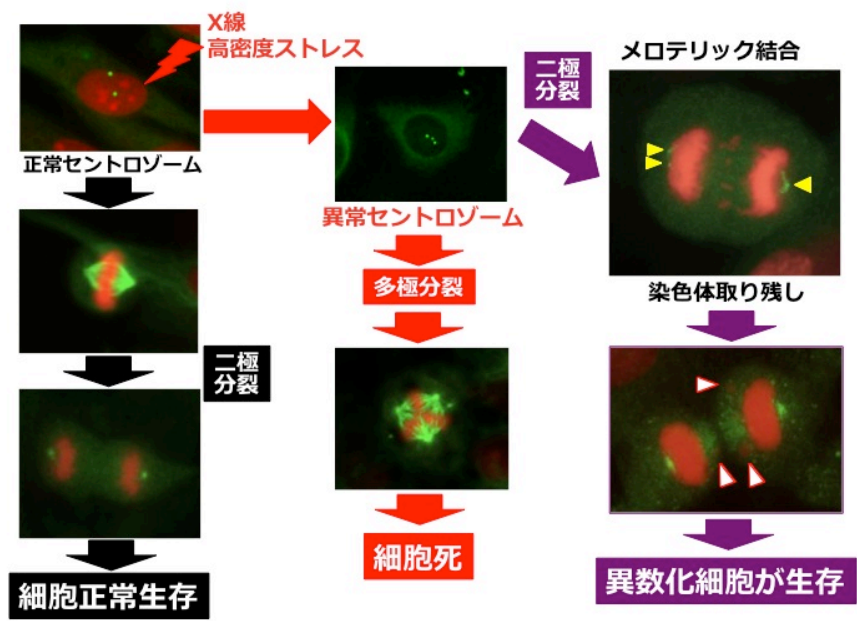 X線
高密度ストレス
正常セントロゾーム
二極
分裂
細胞正常生存
異常セントロゾーム
多極分裂
細胞死
二極
分裂
メロテリック結合
染色体取り残し
異数化細胞が生存